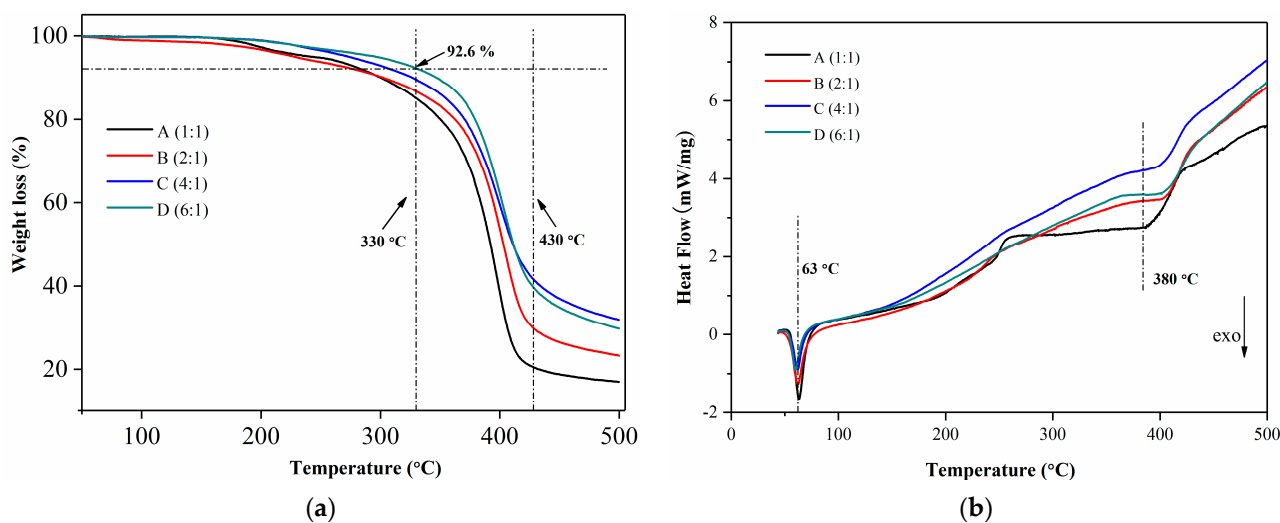 100
80
60
40
20
Weight loss (%)
92.6 %
A (1:1)
B (2:1)
C (4:1)
D (6:1)
330 °C
430 °C
100
200
300
400
500
Temperature (°C)
(a)
8
6
4
2
0
-2
Heat Flow (mW/mg)
A (1:1)
B (2:1)
C (4:1)
D (6:1)
63 °C
380 °C
exo
0
100
200
300
400
500
Temperature (°C)
(b)